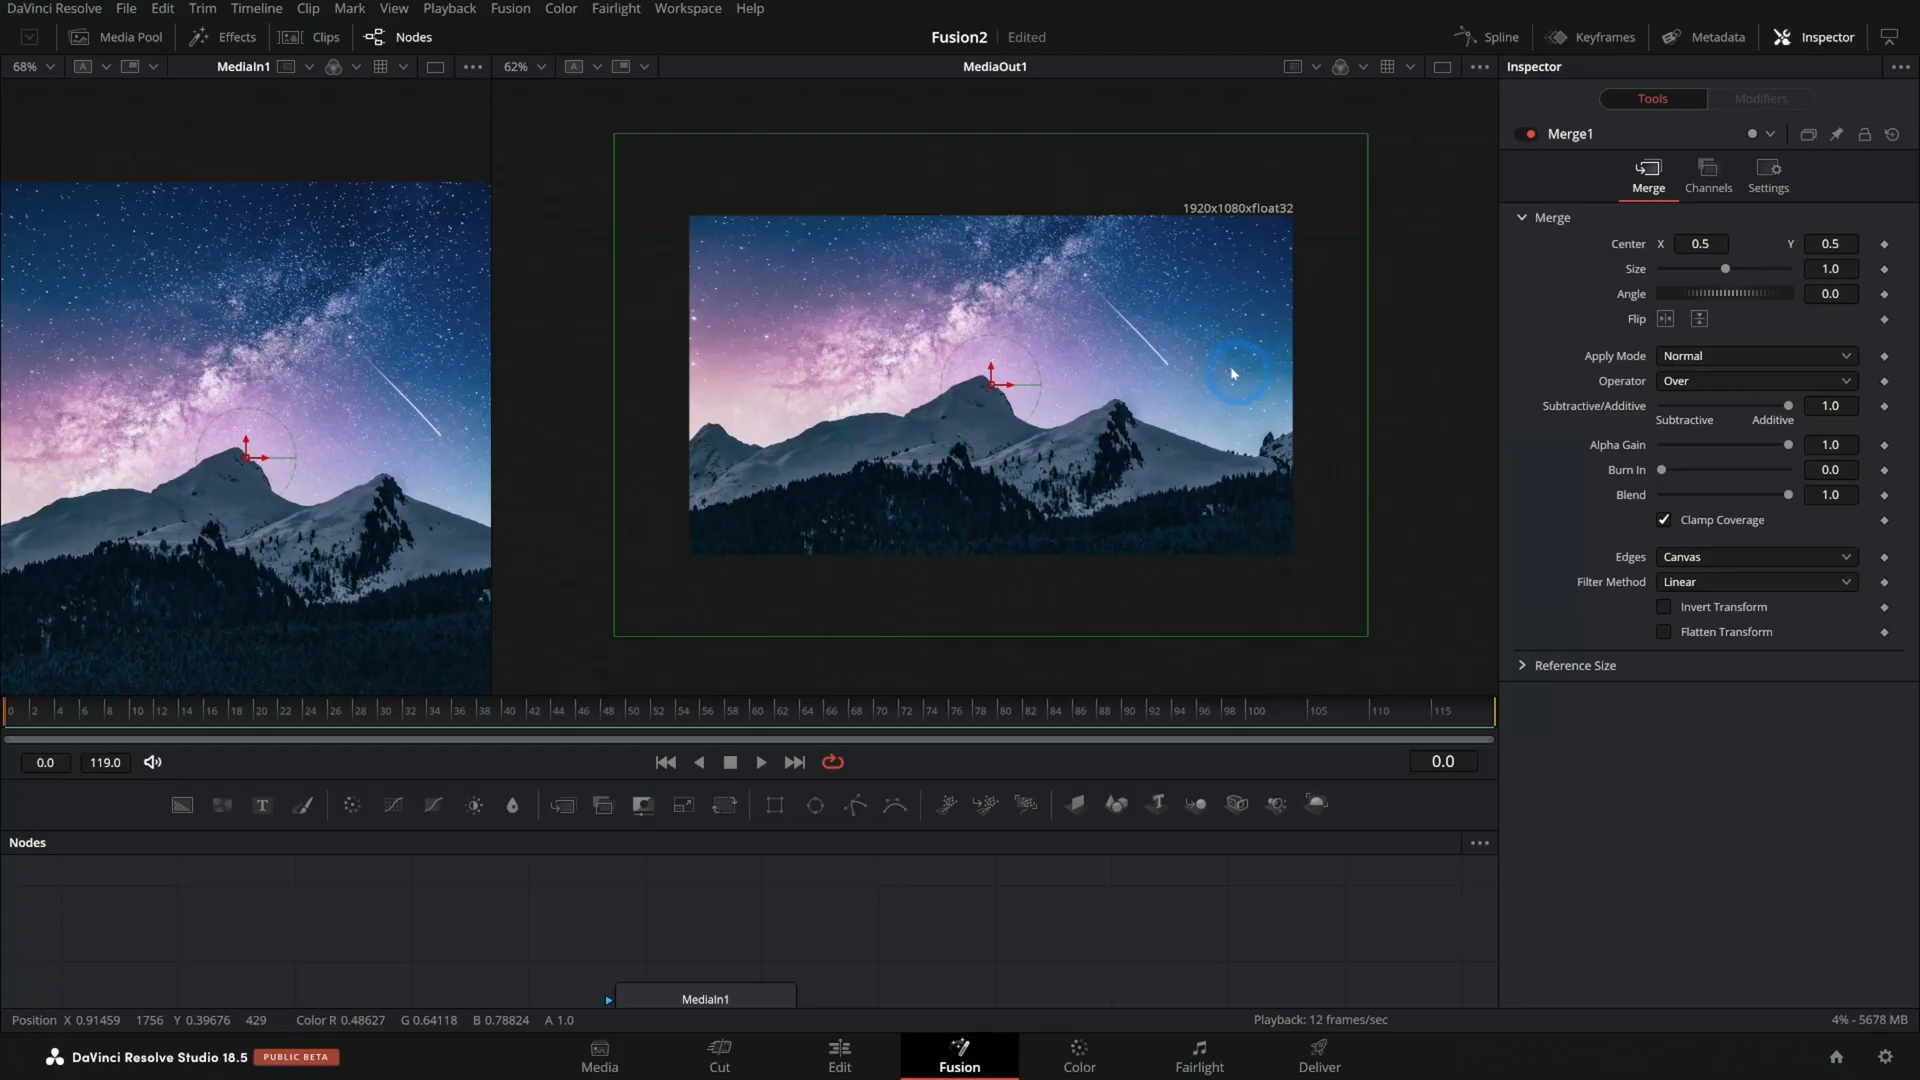 DaVinci Resolve File Edit Trim Timeline Clip Mark View Playback Fusion Color Fairlight Workspace Help
Media Pool Effects Clips Nodes Fusion2 Edited Spline Keyframes Metadata Inspector
68% A MediaIn1 62% A MediaOut1 Inspector
Tools Modifiers
Merge1
Merge Channels Settings
1920x1080xfloat32
Merge
Center X 0.5 Y 0.5
Size 1.0
Angle 0.0
Flip
Apply Mode Normal
Operator Over
Subtractive/Additive 1.0
Subtractive Additive
Alpha Gain 1.0
Burn In 0.0
Blend 1.0
Clamp Coverage
Edges Canvas
Filter Method Linear
Invert Transform
Flatten Transform
Reference Size
0 2 4 6 8 10 12 14 16 18 20 22 24 26 28 30 32 34 36 38 40 42 44 46 48 50 52 54 56 58 60 62 64 66 68 70 72 74 76 78 80 82 84 86 88 90 92 94 96 98 100 105 110 115
0.0 119.0 0.0
T T
Nodes
MediaIn1
Position X 0.91459 1756 Y 0.39676 429 Color R 0.48627 G 0.64118 B 0.78824 A 1.0 Playback: 12 frames/sec 4% - 5678 MB
DaVinci Resolve Studio 18.5 PUBLIC BETA
Media Cut Edit Fusion Color Fairlight Deliver